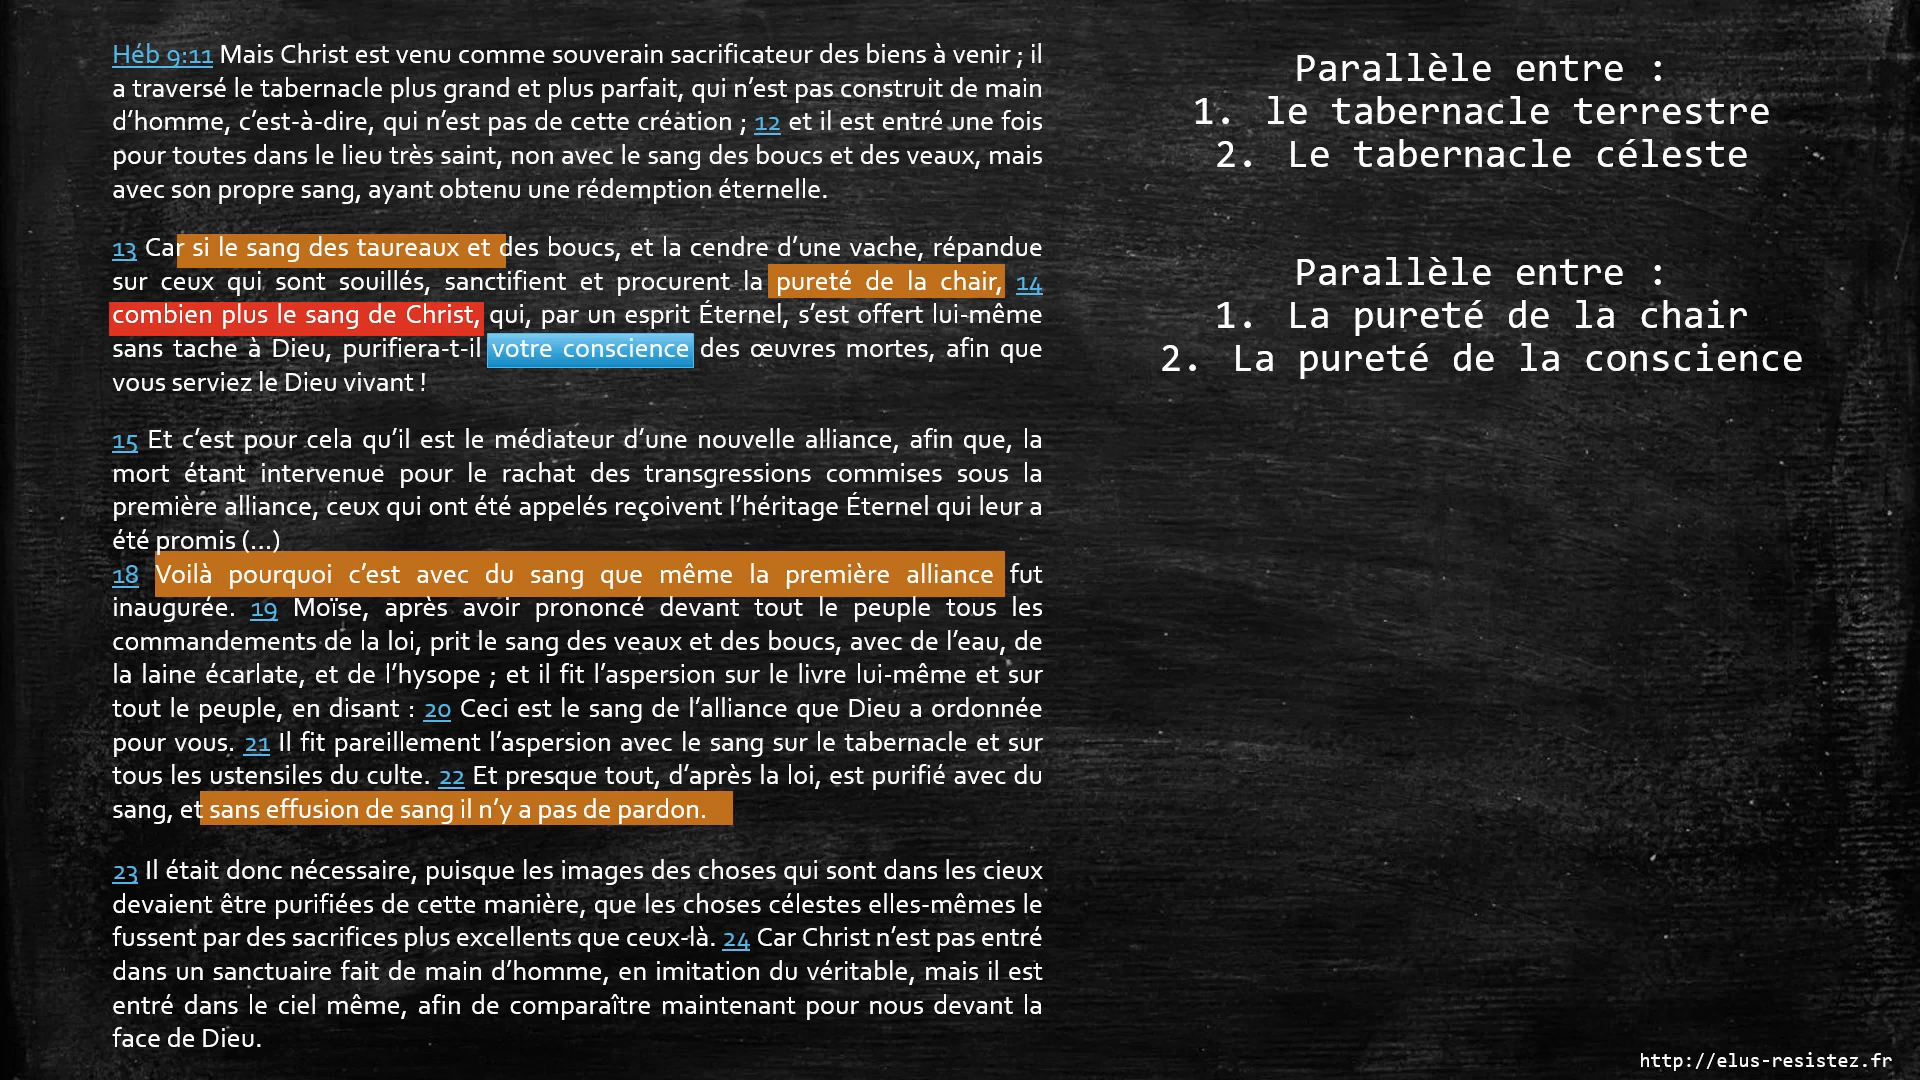 Héb 9:11 Mais Christ est venu comme souverain sacrificateur des biens à venir ; il
a traversé le tabernacle plus grand et plus parfait, qui n’est pas construit de main
d’homme, c’est-à-dire, qui n’est pas de cette création ; 12 et il est entré une fois
pour toutes dans le lieu très saint, non avec le sang des boucs et des veaux, mais
avec son propre sang, ayant obtenu une rédemption éternelle.
13 Car si le sang des taureaux et des boucs, et la cendre d’une vache, répandue
sur ceux qui sont souillés, sanctifient et procurent la pureté de la chair, 14
combien plus le sang de Christ, qui, par un esprit Éternel, s’est offert lui-même
sans tache à Dieu, purifiera-t-il votre conscience des œuvres mortes, afin que
vous serviez le Dieu vivant !
15 Et c’est pour cela qu’il est le médiateur d’une nouvelle alliance, afin que, la
mort étant intervenue pour le rachat des transgressions commises sous la
première alliance, ceux qui ont été appelés reçoivent l’héritage Éternel qui leur a
été promis (…)
18 Voilà pourquoi c’est avec du sang que même la première alliance fut
inaugurée. 19 Moïse, après avoir prononcé devant tout le peuple tous les
commandements de la loi, prit le sang des veaux et des boucs, avec de l’eau, de
la laine écarlate, et de l’hysope ; et il fit l’aspersion sur le livre lui-même et sur
tout le peuple, en disant : 20 Ceci est le sang de l’alliance que Dieu a ordonnée
pour vous. 21 Il fit pareillement l’aspersion avec le sang sur le tabernacle et sur
tous les ustensiles du culte. 22 Et presque tout, d’après la loi, est purifié avec du
sang, et sans effusion de sang il n’y a pas de pardon.
23 Il était donc nécessaire, puisque les images des choses qui sont dans les cieux
devaient être purifiées de cette manière, que les choses célestes elles-mêmes le
fussent par des sacrifices plus excellents que ceux-là. 24 Car Christ n’est pas entré
dans un sanctuaire fait de main d’homme, en imitation du véritable, mais il est
entré dans le ciel même, afin de comparaître maintenant pour nous devant la
face de Dieu.
Parallèle entre :
1. le tabernacle terrestre
2. Le tabernacle céleste
Parallèle entre :
1. La pureté de la chair
2. La pureté de la conscience
http://elus-resistez.fr